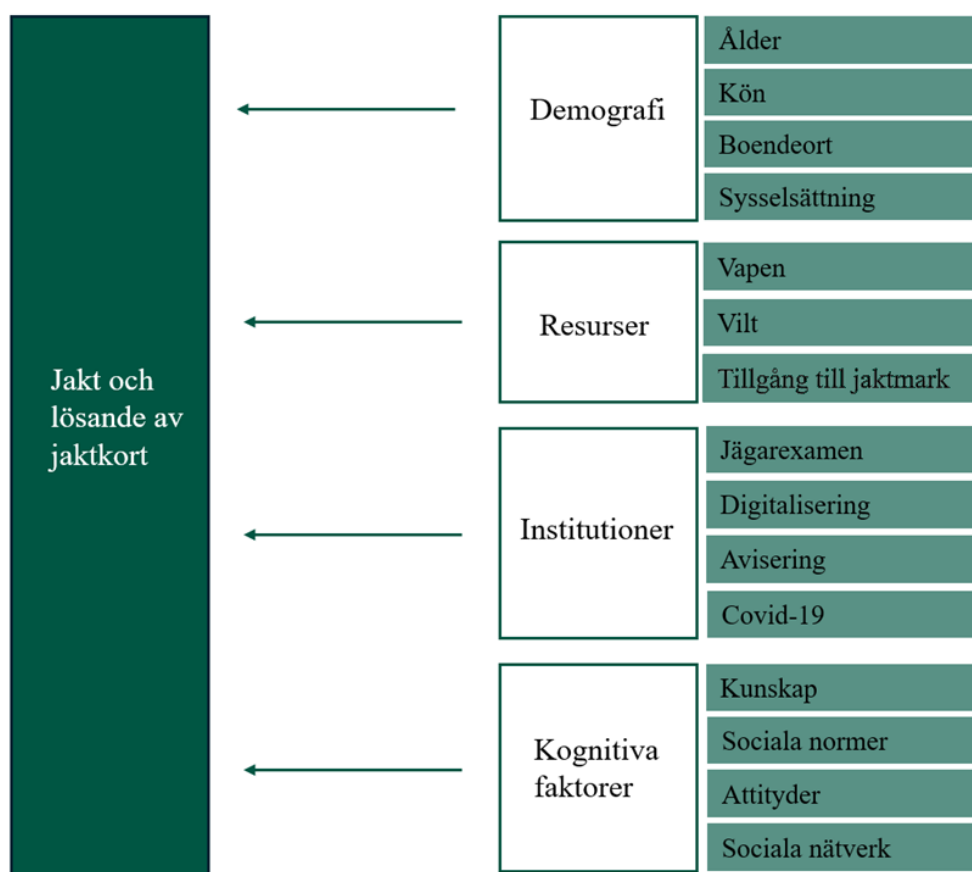 Jakt och
lösande av
jaktkort
Demografi
Ålder
Kön
Boendeort
Sysselsättning
Resurser
Vapen
Vilt
Tillgång till jaktmark
Institutioner
Jägarexamen
Digitalisering
Avisering
Covid-19
Kognitiva
faktorer
Kunskap
Sociala normer
Attityder
Sociala nätverk